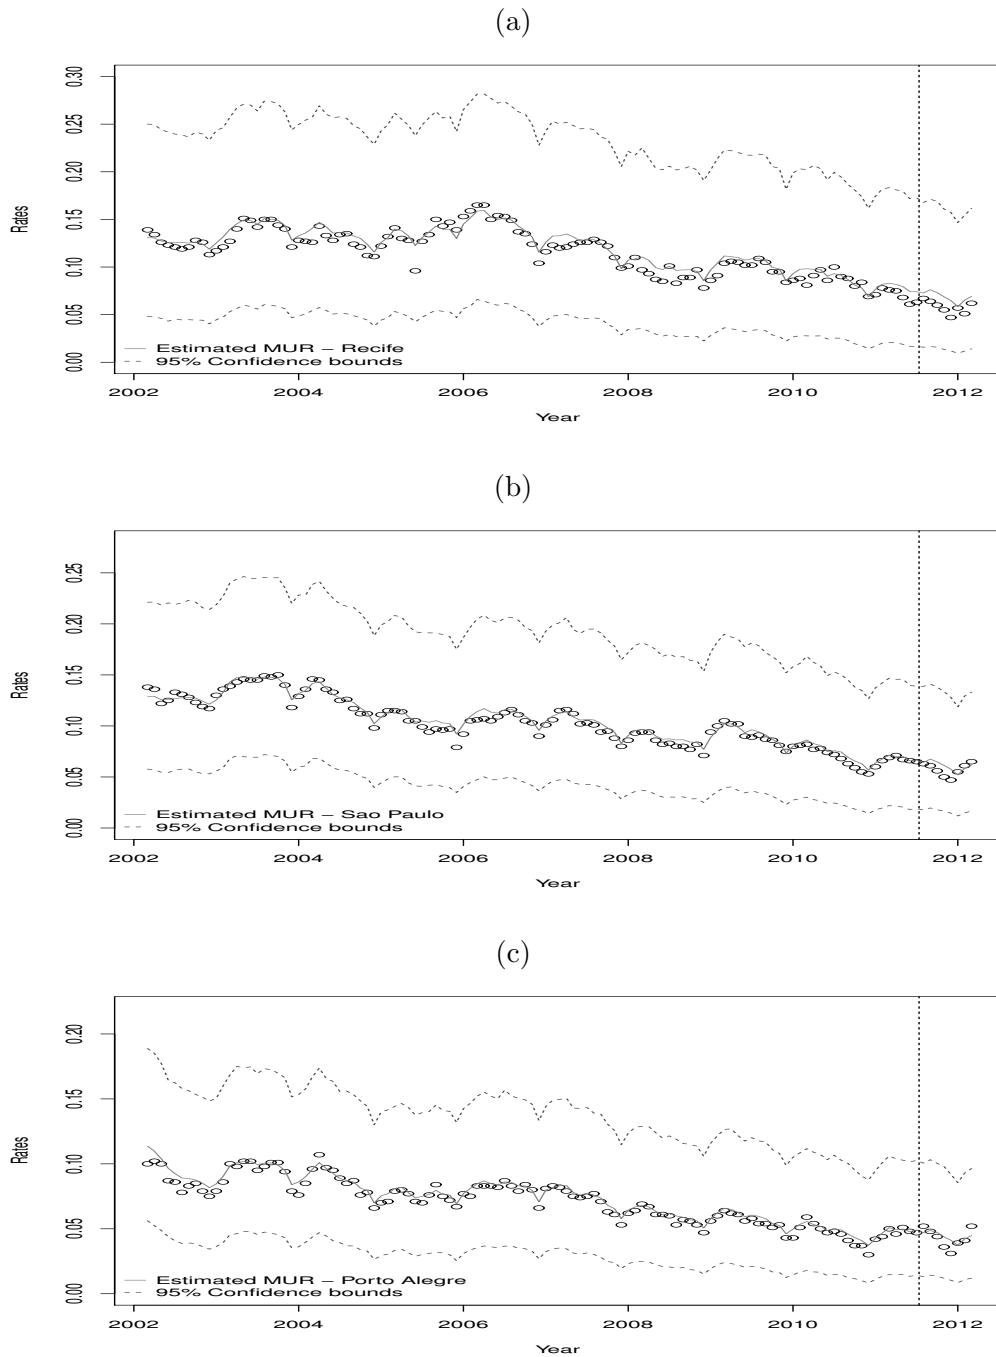 (a)
0.30
0.25
0.20
0.15
0.10
0.05
0.00
Rates
Estimated MUR – Recife
95% Confidence bounds
2002 2004 2006 2008 2010 2012
Year
(b)
0.25
0.20
0.15
0.10
0.05
0.00
Rates
Estimated MUR – Sao Paulo
95% Confidence bounds
2002 2004 2006 2008 2010 2012
Year
(c)
0.20
0.15
0.10
0.05
0.00
Rates
Estimated MUR – Porto Alegre
95% Confidence bounds
2002 2004 2006 2008 2010 2012
Year